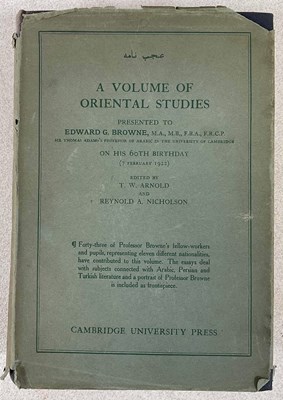 عجب نامه
A VOLUME OF
ORIENTAL STUDIES
PRESENTED TO
EDWARD G. BROWNE, M.A., M.B., F.B.A., F.R.C.P.
SIR THOMAS ADAMS'S PROFESSOR OF ARABIC IN THE UNIVERSITY OF CAMBRIDGE
ON HIS 60TH BIRTHDAY
(7 FEBRUARY 1922)
EDITED BY
T. W. ARNOLD
AND
REYNOLD A. NICHOLSON
¶ Forty-three of Professor Browne's fellow-workers
and pupils, representing eleven different nationalities,
have contributed to this volume. The essays deal
with subjects connected with Arabic, Persian and
Turkish literature and a portrait of Professor Browne
is included as frontispiece.
CAMBRIDGE UNIVERSITY PRESS